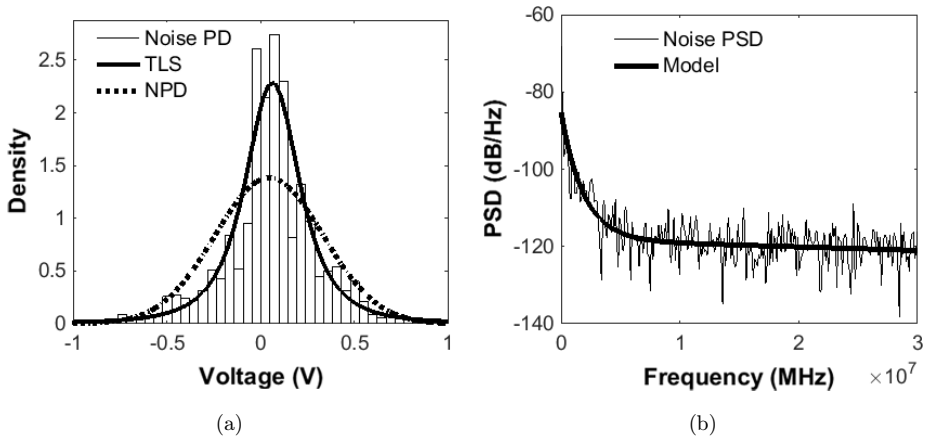 Noise PD
TLS
NPD
2.5
2
1.5
1
0.5
0
-1
-0.5
0
0.5
1
Density
Voltage (V)
(a)
Noise PSD
Model
-60
-80
-100
-120
-140
0
1
2
3
×10⁷
PSD (dB/Hz)
Frequency (MHz)
(b)